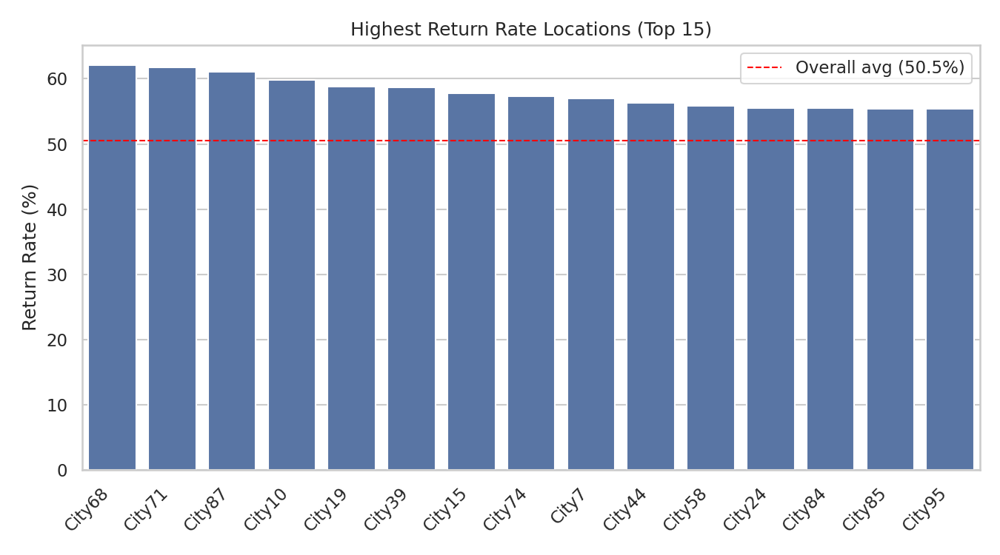 Highest Return Rate Locations (Top 15)
Overall avg (50.5%)
Return Rate (%)
60
50
40
30
20
10
0
City68
City71
City87
City10
City19
City39
City15
City74
City7
City44
City58
City24
City84
City85
City95